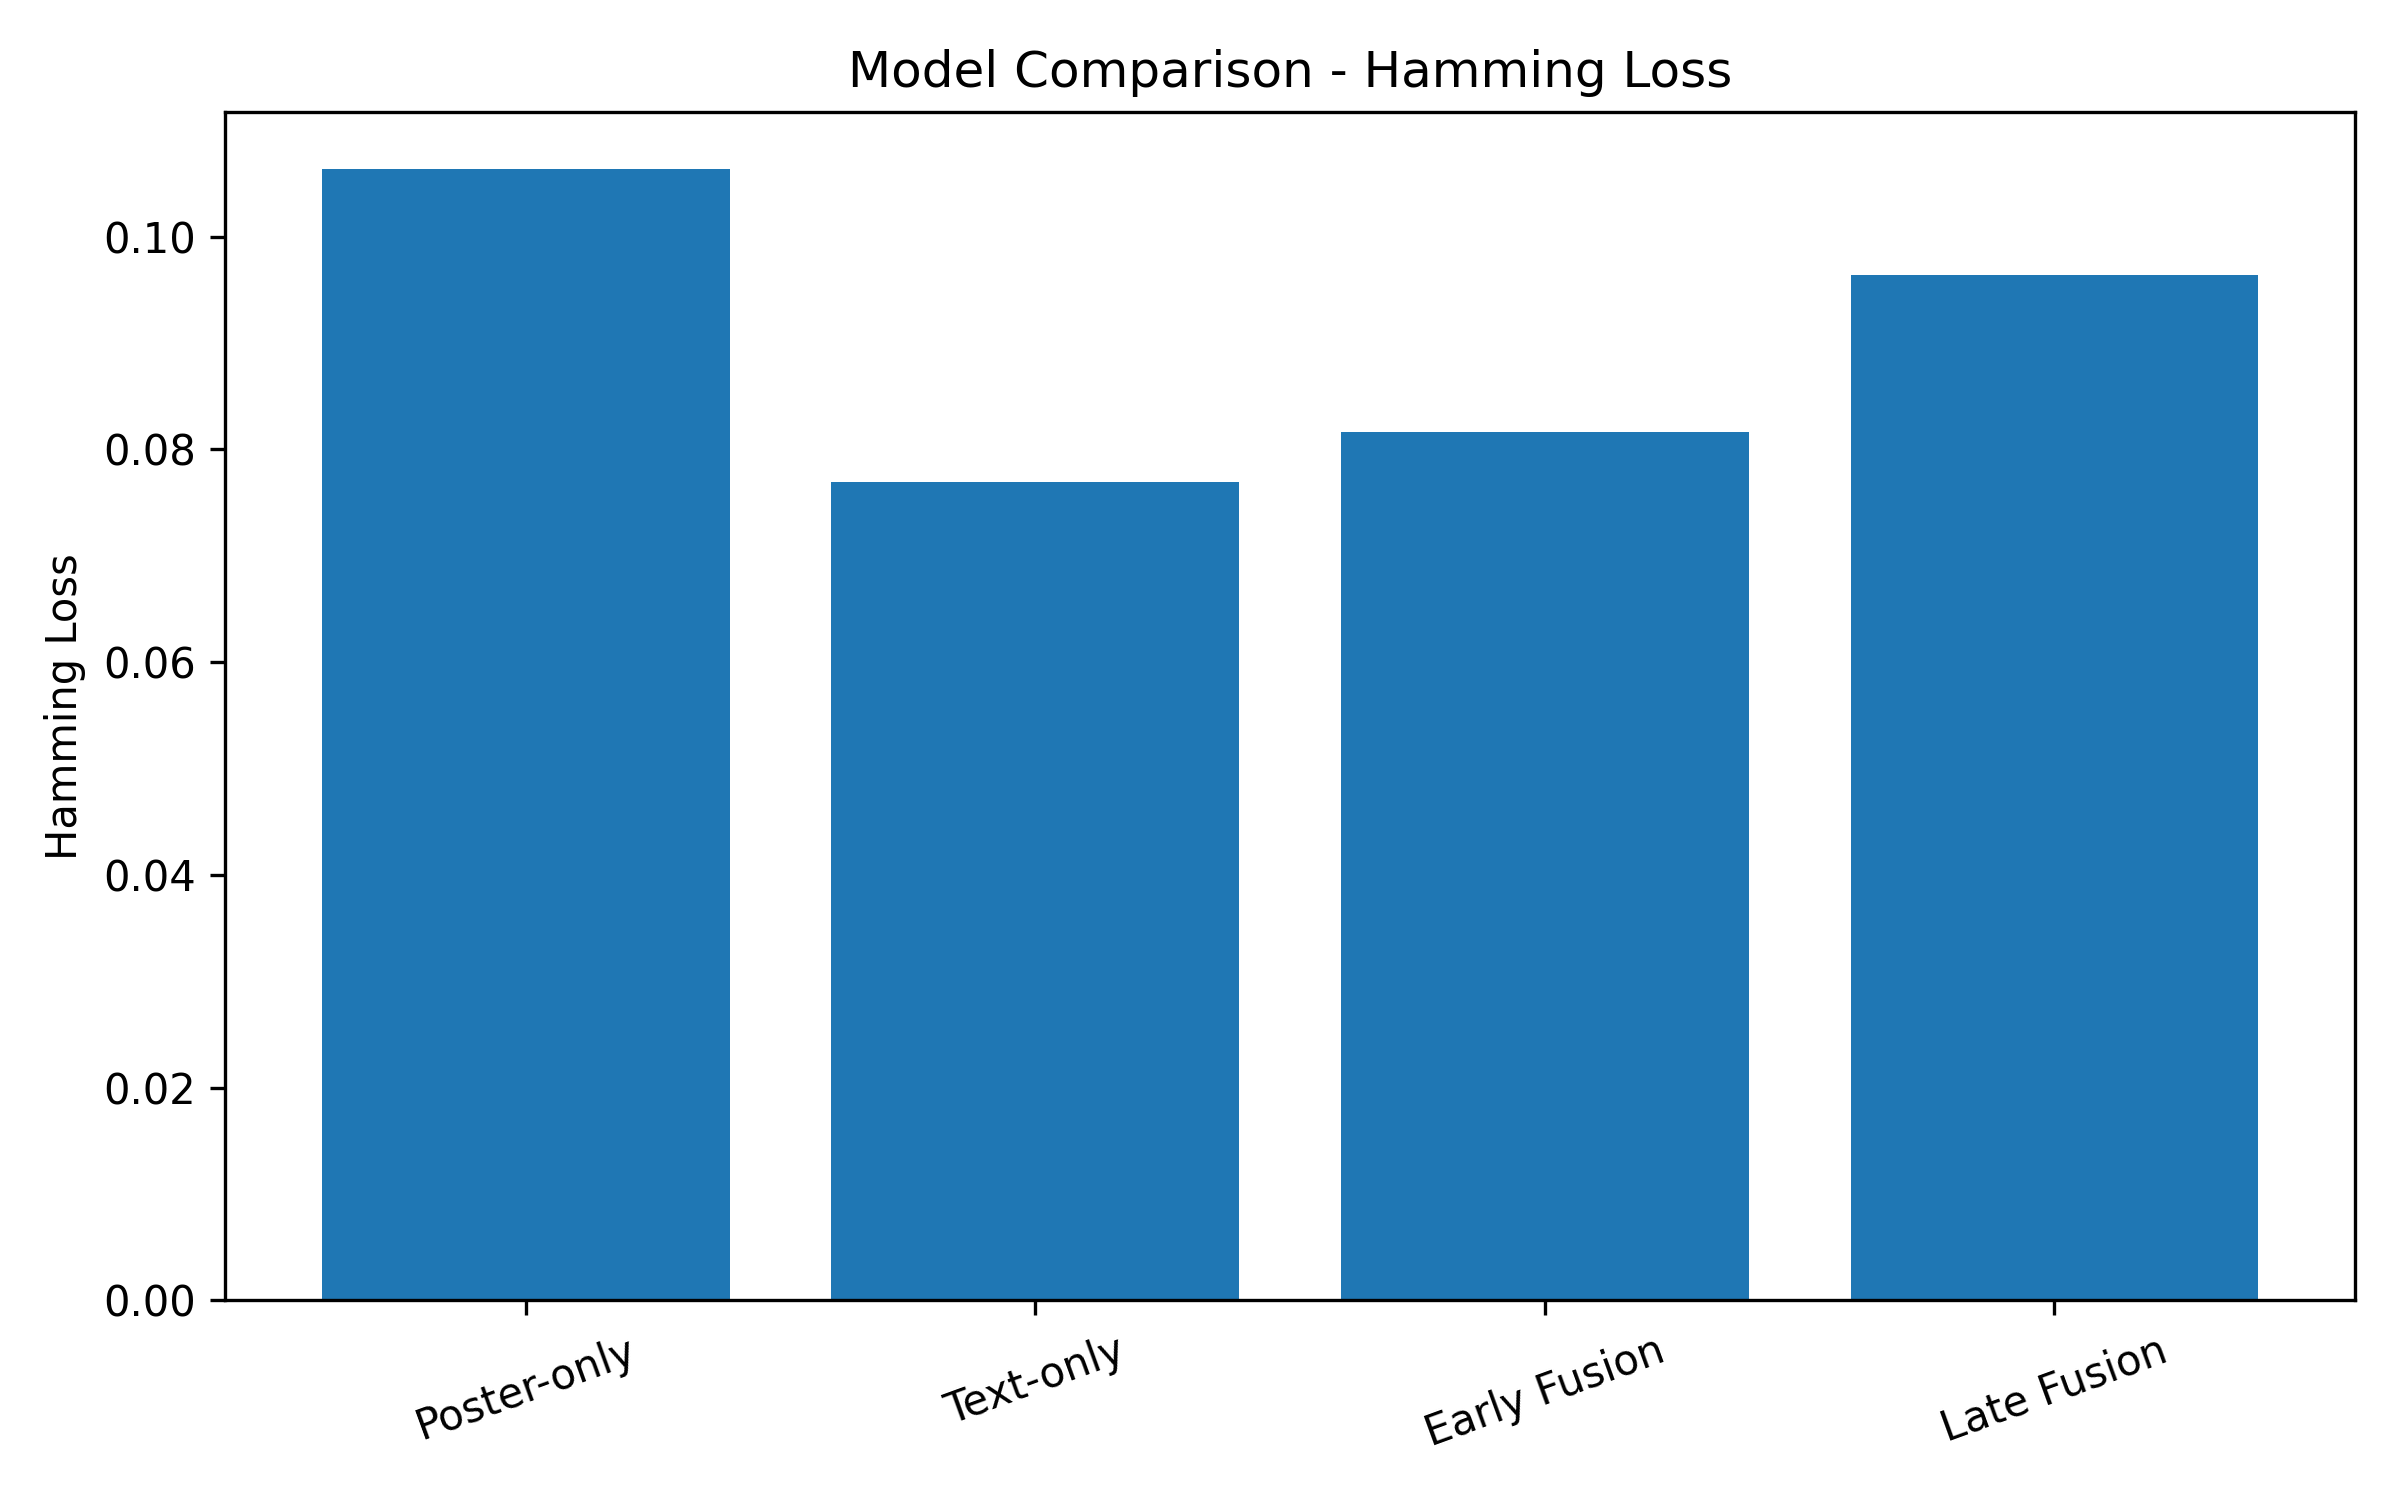 Model Comparison - Hamming Loss
Hamming Loss
0.10
0.08
0.06
0.04
0.02
0.00
Poster-only
Text-only
Early Fusion
Late Fusion